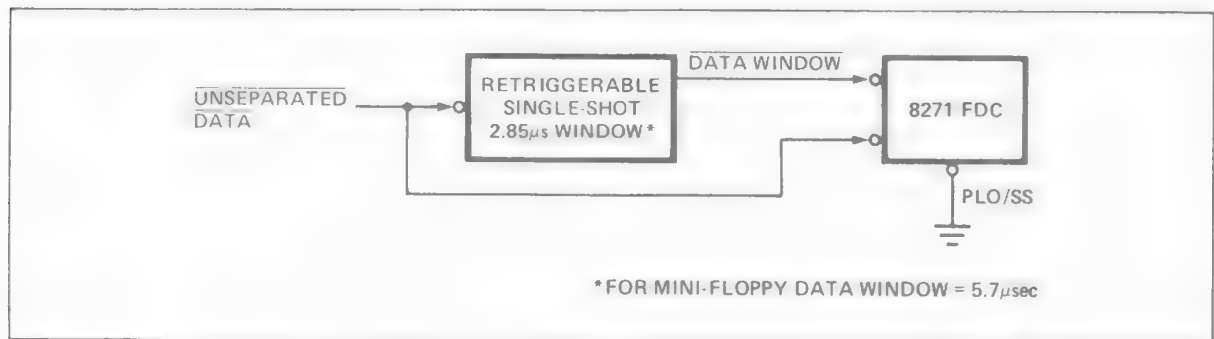 UNSEPARATED
DATA
RETRIGGERABLE
SINGLE-SHOT
2.85µs WINDOW*
DATA WINDOW
8271 FDC
PLO/SS
*FOR MINI-FLOPPY DATA WINDOW = 5.7µsec